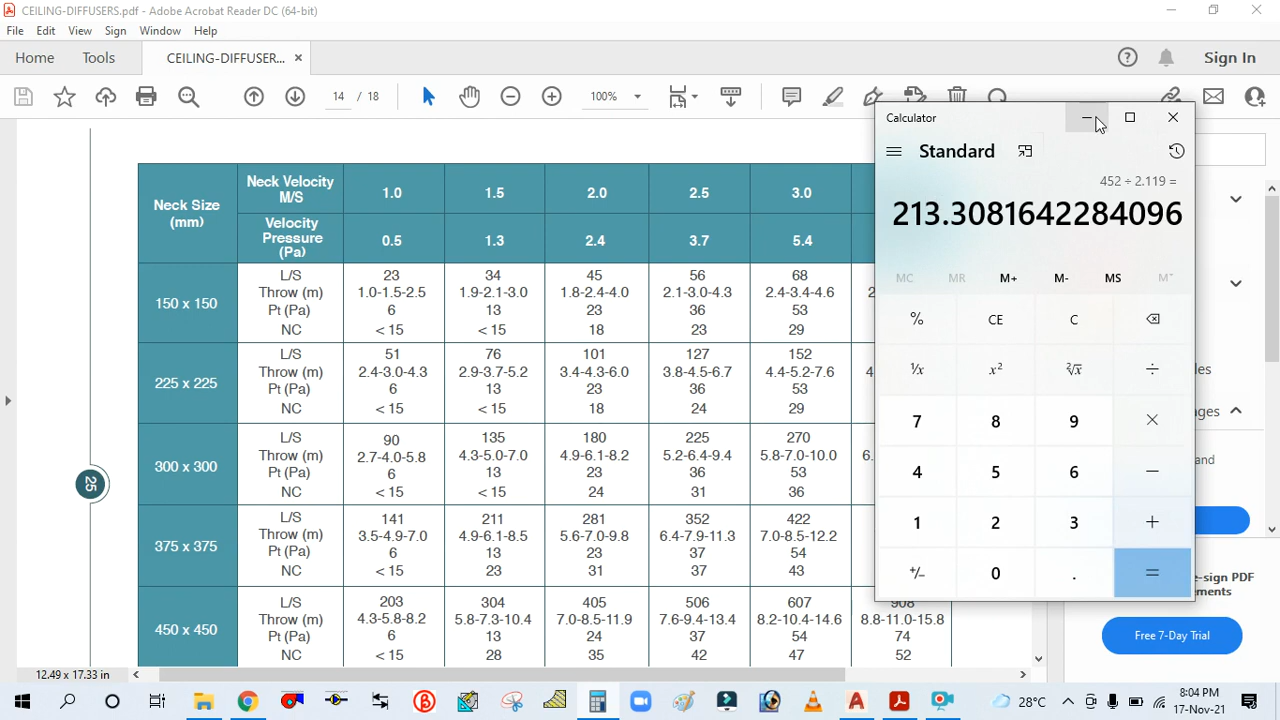 CEILING-DIFFUSERS.pdf - Adobe Acrobat Reader DC (64-bit)
File Edit View Sign Window Help
Home Tools CEILING-DIFFUSER... × Sign In
14 / 18 100%
Calculator
Standard
452 ÷ 2.119 =
213.3081642284096
MC MR M+ M- MS M˅
% CE C
¹/x x² ²√x ÷
7 8 9 ×
4 5 6 −
1 2 3 +
+/− 0 . =
Neck Size (mm) Neck Velocity M/S 1.0 1.5 2.0 2.5 3.0
Velocity Pressure (Pa) 0.5 1.3 2.4 3.7 5.4
150 x 150
L/S 23 34 45 56 68
Throw (m) 1.0-1.5-2.5 1.9-2.1-3.0 1.8-2.4-4.0 2.1-3.0-4.3 2.4-3.4-4.6 2
Pt (Pa) 6 13 23 36 53
NC < 15 < 15 18 23 29
225 x 225
L/S 51 76 101 127 152
Throw (m) 2.4-3.0-4.3 2.9-3.7-5.2 3.4-4.3-6.0 3.8-4.5-6.7 4.4-5.2-7.6 4
Pt (Pa) 6 13 23 36 53
NC < 15 < 15 18 24 29
300 x 300
L/S 90 135 180 225 270
Throw (m) 2.7-4.0-5.8 4.3-5.0-7.0 4.9-6.1-8.2 5.2-6.4-9.4 5.8-7.0-10.0 6.
Pt (Pa) 6 13 23 36 53
NC < 15 < 15 24 31 36
375 x 375
L/S 141 211 281 352 422
Throw (m) 3.5-4.9-7.0 4.9-6.1-8.5 5.6-7.0-9.8 6.4-7.9-11.3 7.0-8.5-12.2 7
Pt (Pa) 6 13 23 37 54
NC < 15 23 31 37 43
450 x 450
L/S 203 304 405 506 607 908
Throw (m) 4.3-5.8-8.2 5.8-7.3-10.4 7.0-8.5-11.9 7.6-9.4-13.4 8.2-10.4-14.6 8.8-11.0-15.8
Pt (Pa) 6 13 24 37 54 74
NC < 15 28 35 42 47 52
25
and
e-sign PDF
Free 7-Day Trial
12.49 x 17.33 in
28°C
8:04 PM
17-Nov-21